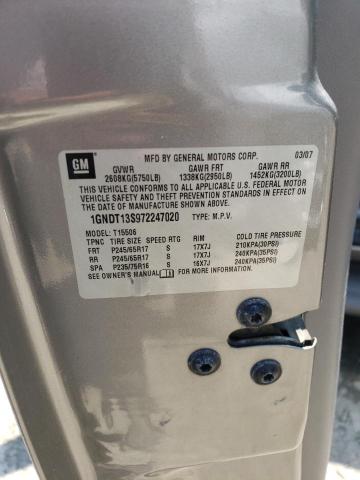 GM
MFD BY GENERAL MOTORS CORP. 03/07
GVWR GAWR FRT GAWR RR
2608KG(5750LB) 1338KG(2950LB) 1452KG(3200LB)
THIS VEHICLE CONFORMS TO ALL APPLICABLE U.S. FEDERAL MOTOR
VEHICLE SAFETY AND THEFT PREVENTION STANDARDS IN EFFECT ON
THE DATE OF MANUFACTURE SHOWN ABOVE.
1GNDT13S972247020 TYPE: M.P.V.
MODEL: T15506
TPNC TIRE SIZE SPEED RTG RIM COLD TIRE PRESSURE
FRT P245/65R17 S 17X7J 210KPA(30PSI)
RR P245/65R17 S 17X7J 240KPA(35PSI)
SPA P235/75R16 S 16X7J 240KPA(35PSI)
SEE OWNER'S MANUAL